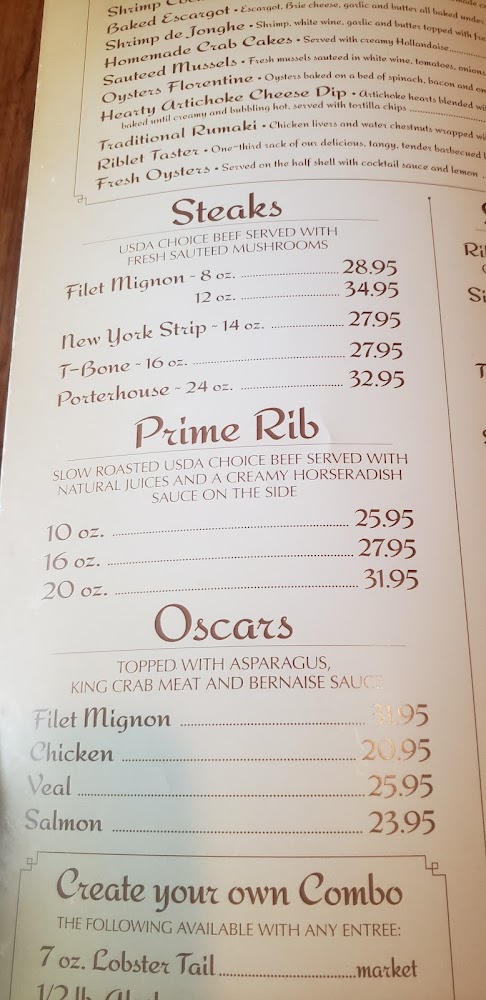 Shrimp
Baked Escargot • Escargot, Brie cheese, garlic and butter all baked under
Shrimp de Jonghe • Shrimp, white wine, garlic and butter topped with
Homemade Crab Cakes • Served with creamy Hollandaise
Sauteed Mussels • Fresh mussels sauteed in white wine, tomatoes, onions
Oysters Florentine • Oysters baked on a bed of spinach, bacon and
Hearty Artichoke Cheese Dip • Artichoke hearts blended
baked until creamy and bubbling hot, served with tortilla chips
Traditional Rumaki • Chicken livers and water chestnuts wrapped
Riblet Taster • One-third rack of our delicious, tangy, tender barbecued
Fresh Oysters • Served on the half shell with cocktail sauce and lemon
Steaks
USDA CHOICE BEEF SERVED WITH
FRESH SAUTEED MUSHROOMS
Filet Mignon - 8 oz. 28.95
12 oz. 34.95
New York Strip - 14 oz. 27.95
T-Bone - 16 oz. 27.95
Porterhouse - 24 oz. 32.95
Prime Rib
SLOW ROASTED USDA CHOICE BEEF SERVED WITH
NATURAL JUICES AND A CREAMY HORSERADISH
SAUCE ON THE SIDE
10 oz. 25.95
16 oz. 27.95
20 oz. 31.95
Oscars
TOPPED WITH ASPARAGUS,
KING CRAB MEAT AND BERNAISE SAUCE
Filet Mignon 31.95
Chicken 20.95
Veal 25.95
Salmon 23.95
Create your own Combo
THE FOLLOWING AVAILABLE WITH ANY ENTREE:
7 oz. Lobster Tail market
1/2 lb.